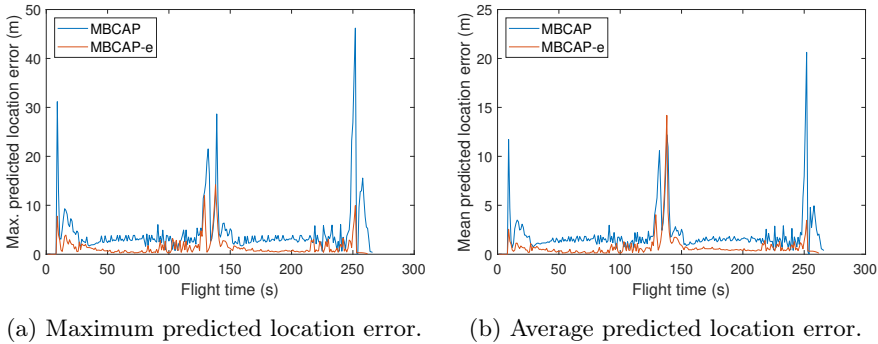 MBCAP
MBCAP-e
Max. predicted location error (m)
50
40
30
20
10
0
0 50 100 150 200 250 300
Flight time (s)
(a) Maximum predicted location error.
MBCAP
MBCAP-e
Mean predicted location error (m)
25
20
15
10
5
0
0 50 100 150 200 250 300
Flight time (s)
(b) Average predicted location error.